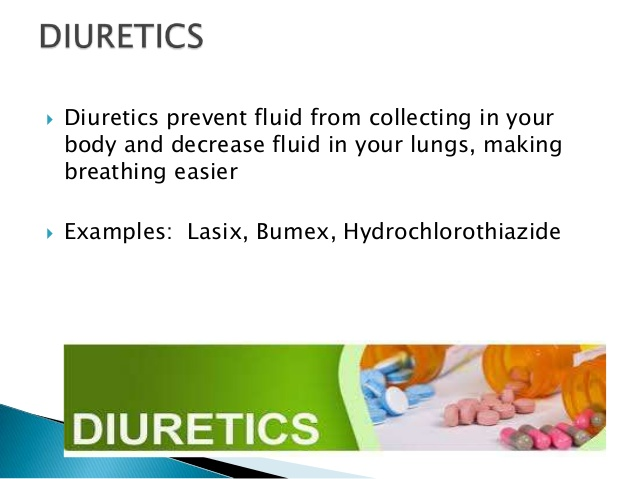 DIURETICS
Diuretics prevent fluid from collecting in your
body and decrease fluid in your lungs, making
breathing easier
Examples: Lasix, Bumex, Hydrochlorothiazide
DIURETICS